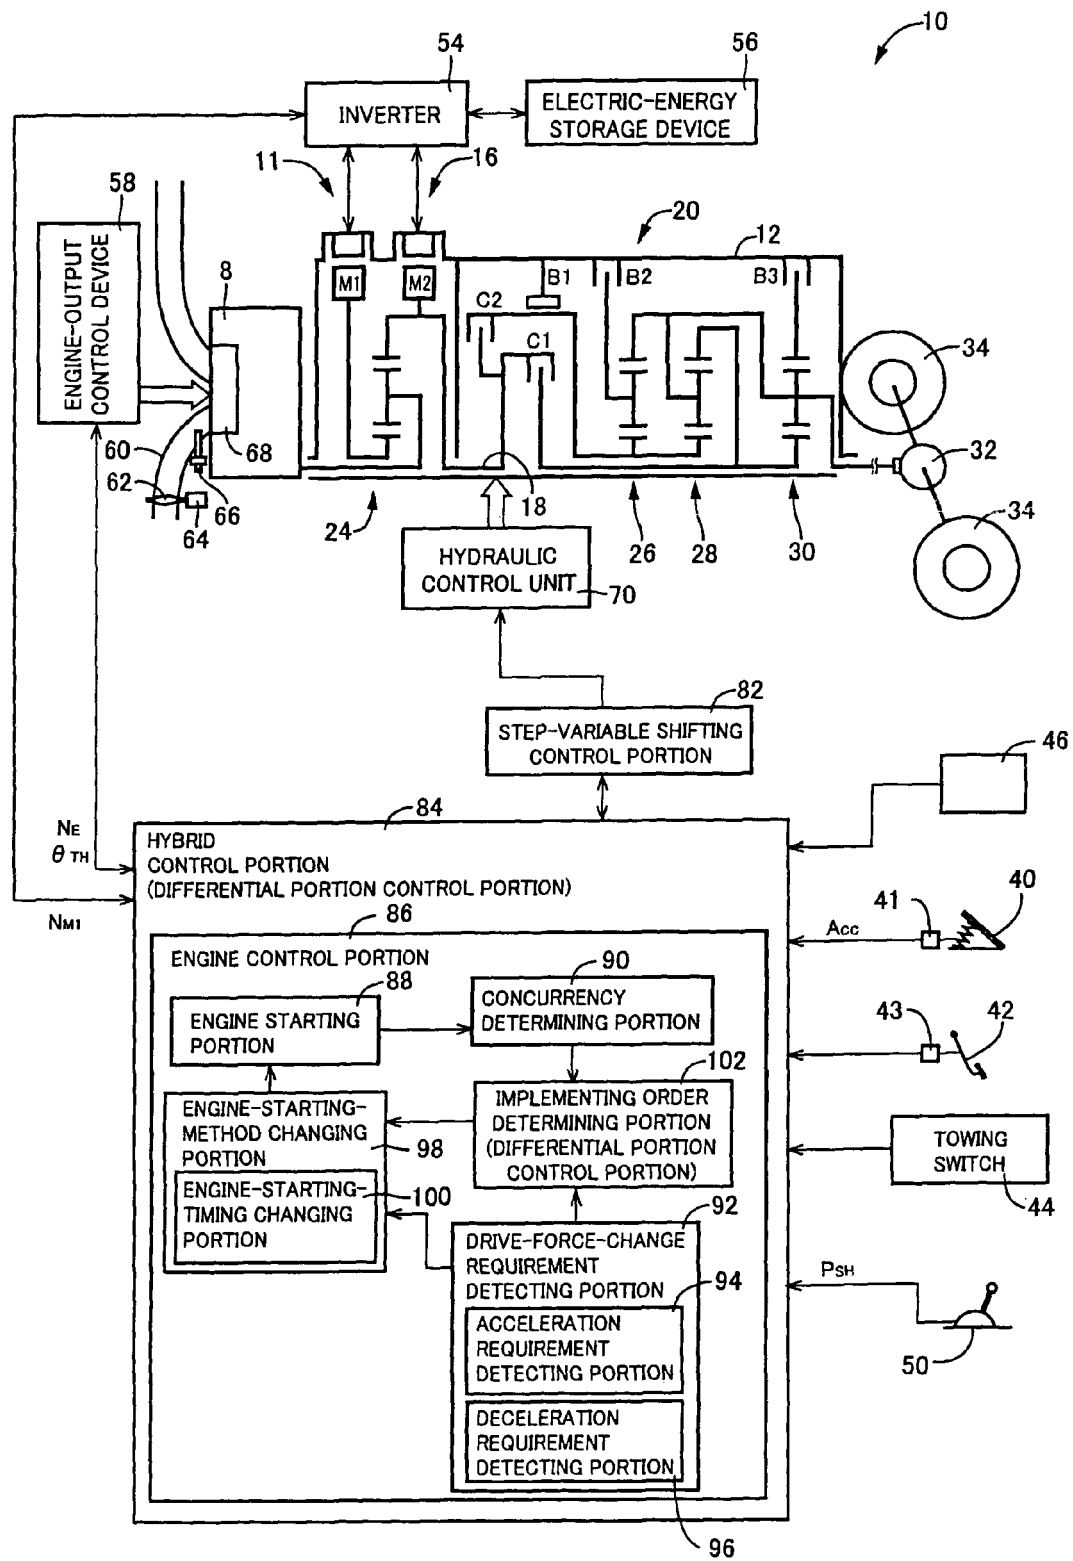 10
54
56
INVERTER
ELECTRIC-ENERGY
STORAGE DEVICE
11
16
58
20
12
ENGINE-OUTPUT
CONTROL DEVICE
8
M1
M2
B1
B2
B3
C2
C1
34
60
68
62
66
64
18
32
24
26
28
30
34
HYDRAULIC
CONTROL UNIT
70
82
STEP-VARIABLE SHIFTING
CONTROL PORTION
46
84
NE
θTH
HYBRID
CONTROL PORTION
(DIFFERENTIAL PORTION CONTROL PORTION)
NM1
41
40
ACC
86
ENGINE CONTROL PORTION
88
90
ENGINE STARTING
PORTION
CONCURRENCY
DETERMINING PORTION
43
42
102
ENGINE-STARTING-
METHOD CHANGING
PORTION
98
IMPLEMENTING ORDER
DETERMINING PORTION
(DIFFERENTIAL PORTION
CONTROL PORTION)
TOWING
SWITCH
44
ENGINE-STARTING-
TIMING CHANGING
PORTION
100
92
DRIVE-FORCE-CHANGE
REQUIREMENT
DETECTING PORTION
94
PSH
50
ACCELERATION
REQUIREMENT
DETECTING PORTION
DECELERATION
REQUIREMENT
DETECTING PORTION
96